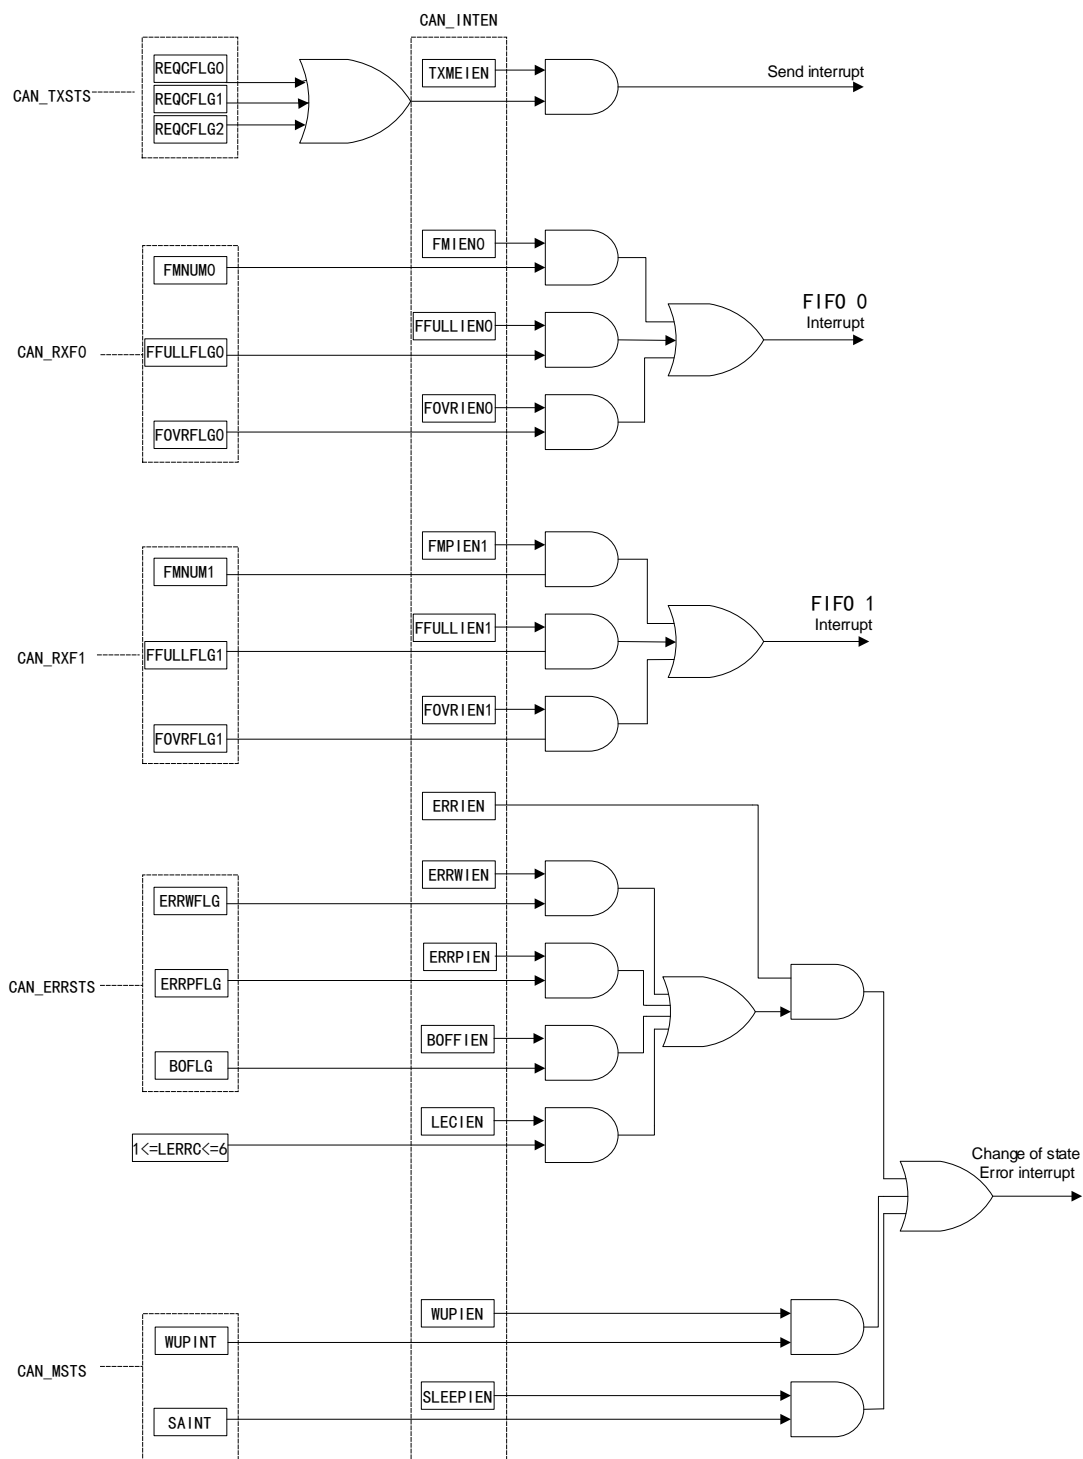 CAN_INTEN
REQCFLG0
TXMEIEN
Send interrupt
CAN_TXSTS
REQCFLG1
REQCFLG2
FMIEN0
FMNUM0
FIFO 0
Interrupt
FFULLIEN0
CAN_RXF0
FFULLFLG0
FOVRIEN0
FOVRFLG0
FMPIEN1
FMNUM1
FIFO 1
Interrupt
FFULLIEN1
CAN_RXF1
FFULLFLG1
FOVRIEN1
FOVRFLG1
ERRIEN
ERRWIEN
ERRWFLG
ERRPIEN
CAN_ERRSTS
ERRPFLG
BOFFIEN
BOFLG
LECIEN
1<=LERRC<=6
Change of state
Error interrupt
WUPIEN
WUPINT
CAN_MSTS
SLEEPIEN
SAINT